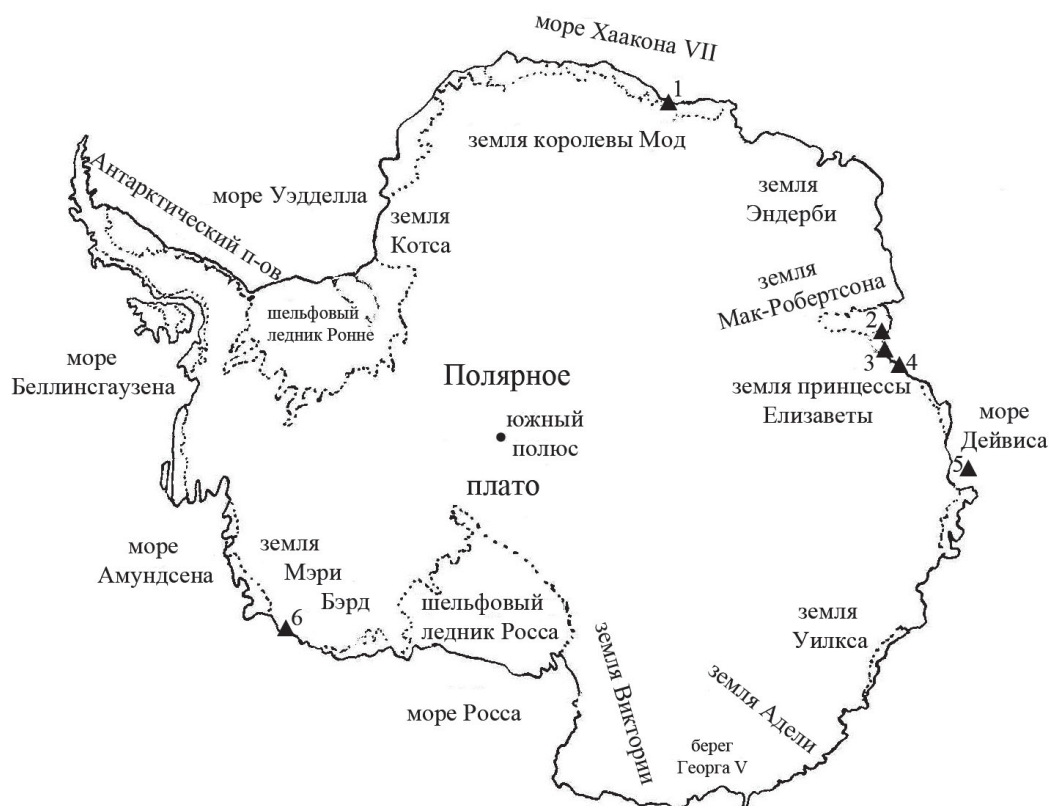 море Хаакона VII
1
земля королевы Мод
Антарктический п-ов
море Уэдделла
земля
Котса
земля
Эндерби
земля
Мак-Робертсона
шельфовый
ледник Ронне
2
3
4
море
Беллинсгаузена
Полярное
земля принцессы
Елизаветы
южный
полюс
море
Дейвиса
5
плато
море
Амундсена
земля
Мэри
Бэрд
6
шельфовый
ледник Росса
земля
Уилкса
земля Виктории
земля Адели
море Росса
берег
Георга V